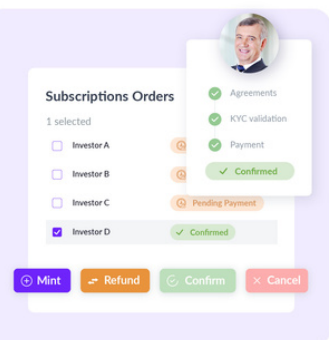 Agreements
KYC validation
Payment
Confirmed
Subscriptions Orders
1 selected
Investor A
Investor B
Investor C
Pending Payment
Investor D
Confirmed
Mint
Refund
Confirm
Cancel